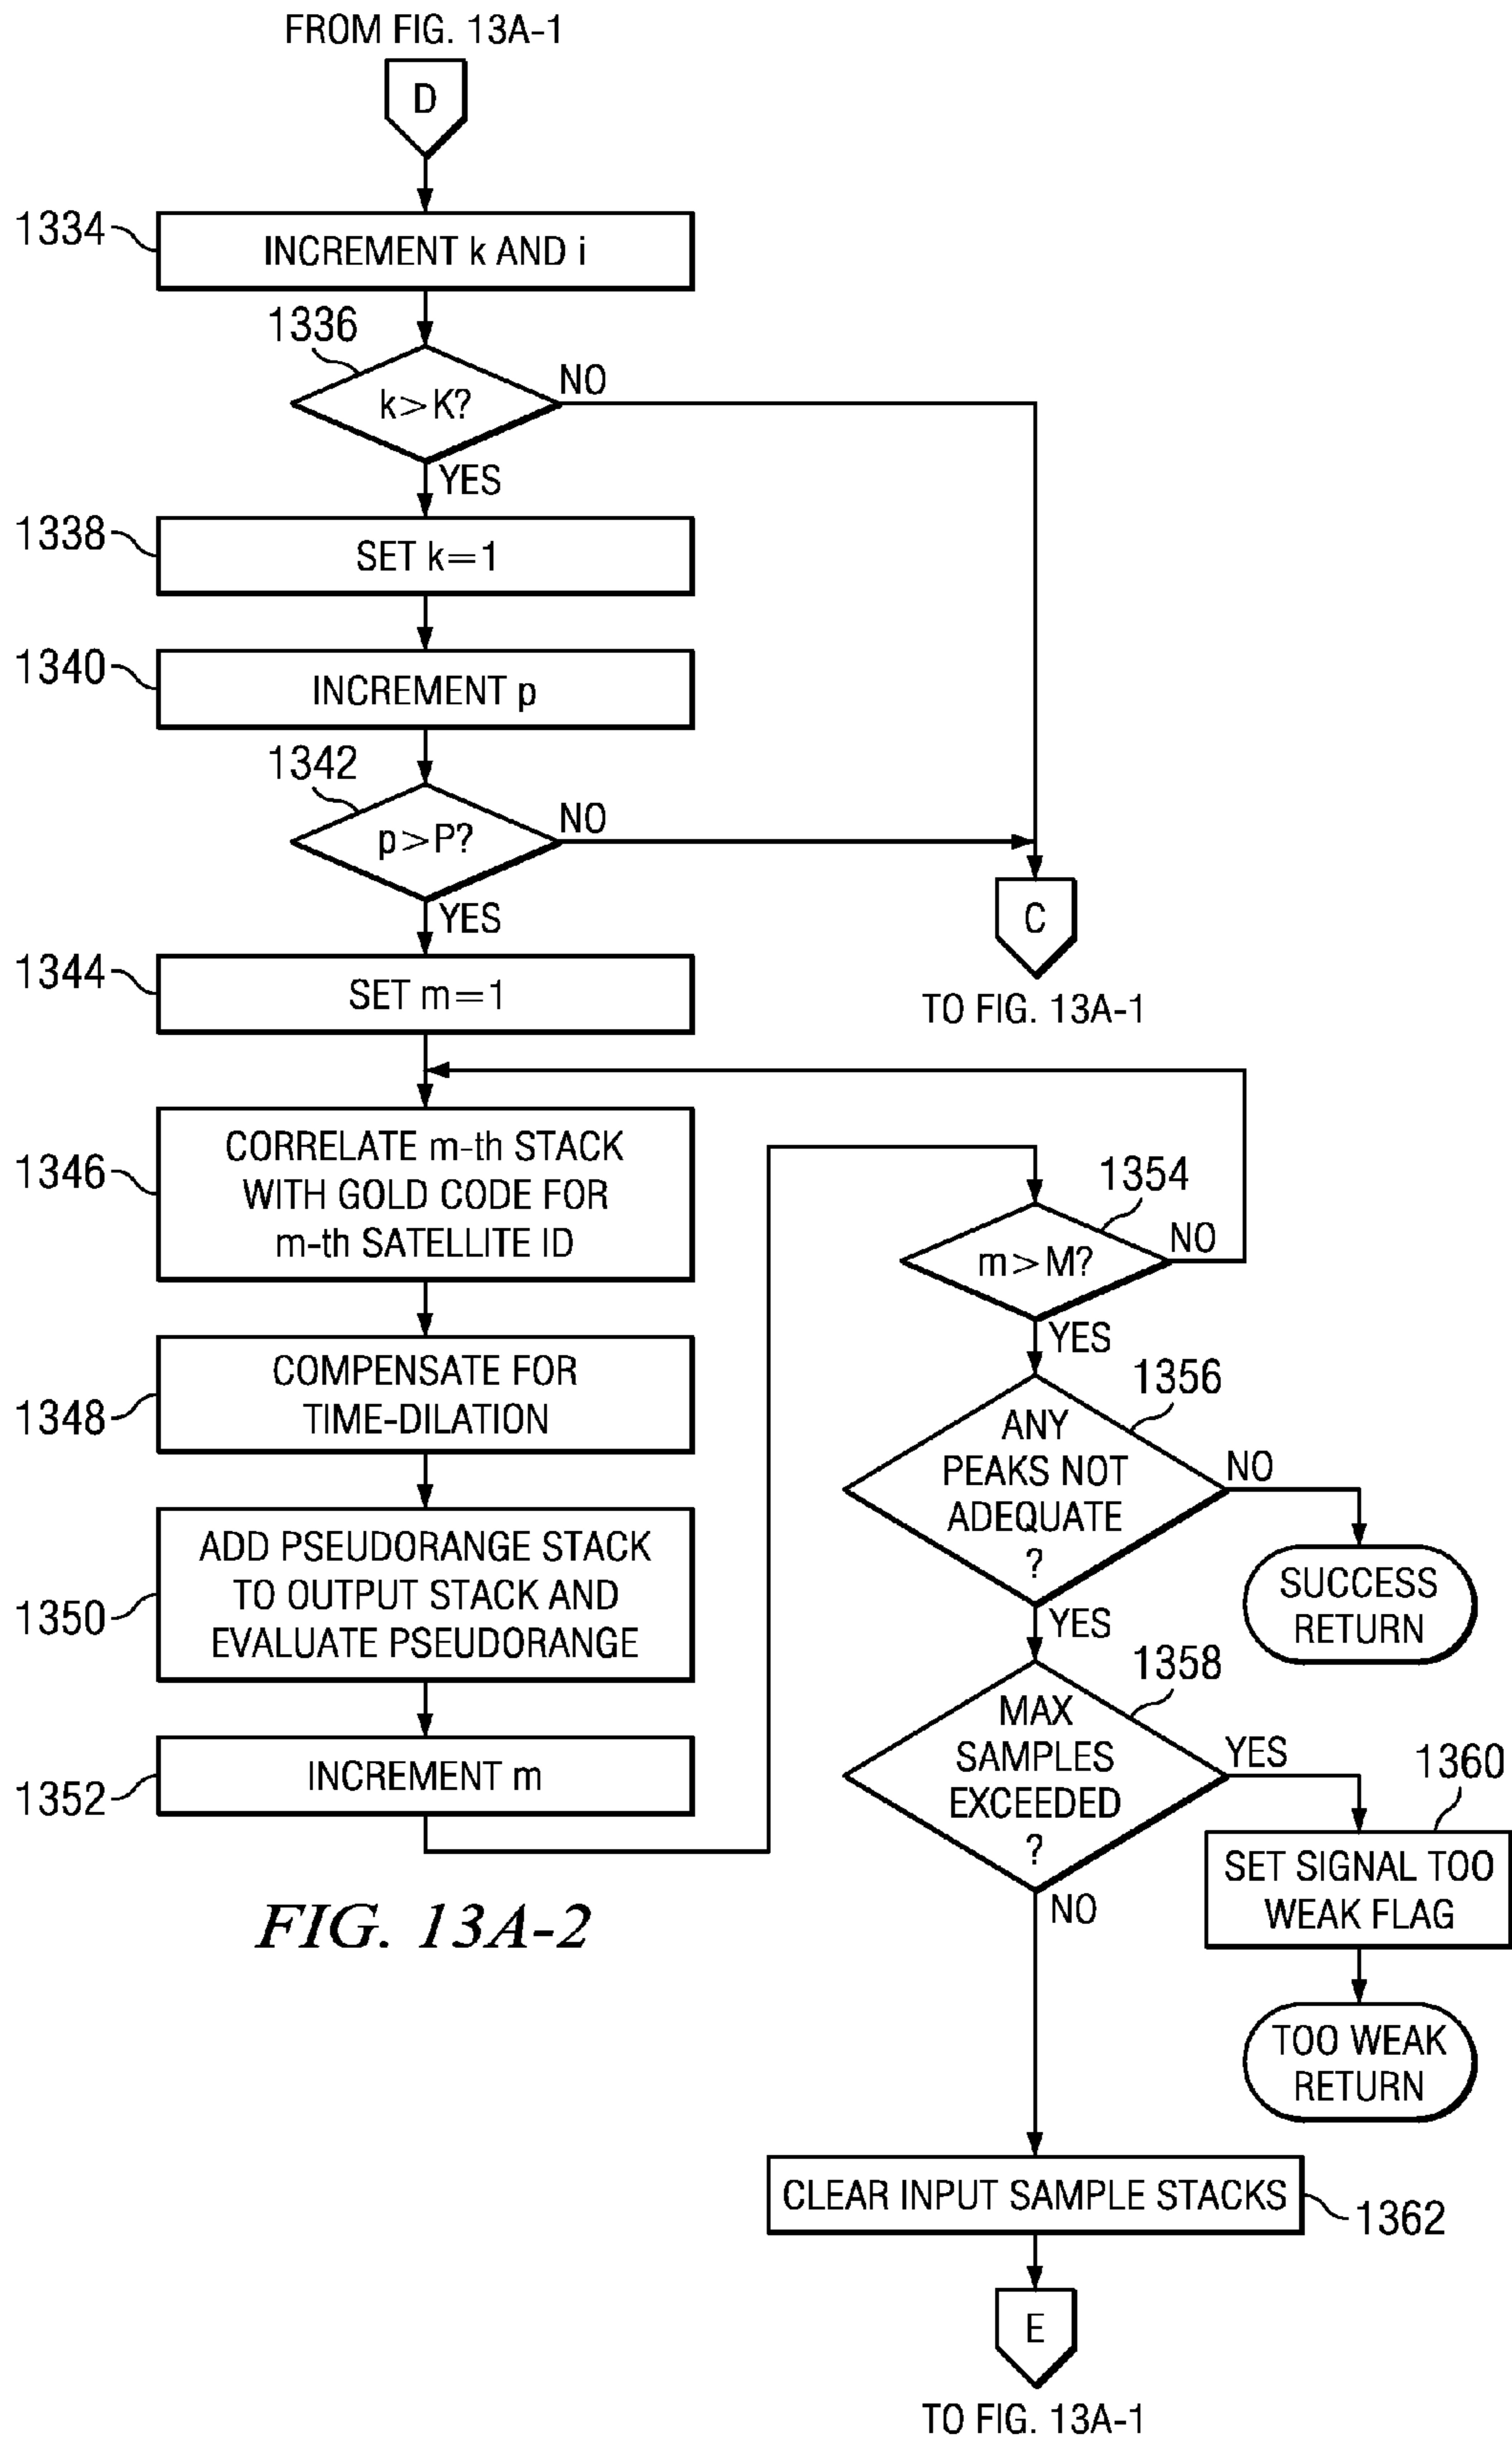 FROM FIG. 13A-1
D
1334
INCREMENT k AND i
1336
k>K?
NO
YES
1338
SET k=1
1340
INCREMENT p
1342
p>P?
NO
YES
C
TO FIG. 13A-1
1344
SET m=1
1346
CORRELATE m-th STACK
WITH GOLD CODE FOR
m-th SATELLITE ID
1348
COMPENSATE FOR
TIME-DILATION
1350
ADD PSEUDORANGE STACK
TO OUTPUT STACK AND
EVALUATE PSEUDORANGE
1352
INCREMENT m
1354
m>M?
NO
YES
1356
ANY
PEAKS NOT
ADEQUATE
?
NO
SUCCESS
RETURN
YES
1358
MAX
SAMPLES
EXCEEDED
?
YES
1360
SET SIGNAL TOO
WEAK FLAG
TOO WEAK
RETURN
NO
CLEAR INPUT SAMPLE STACKS
1362
E
TO FIG. 13A-1
FIG. 13A-2